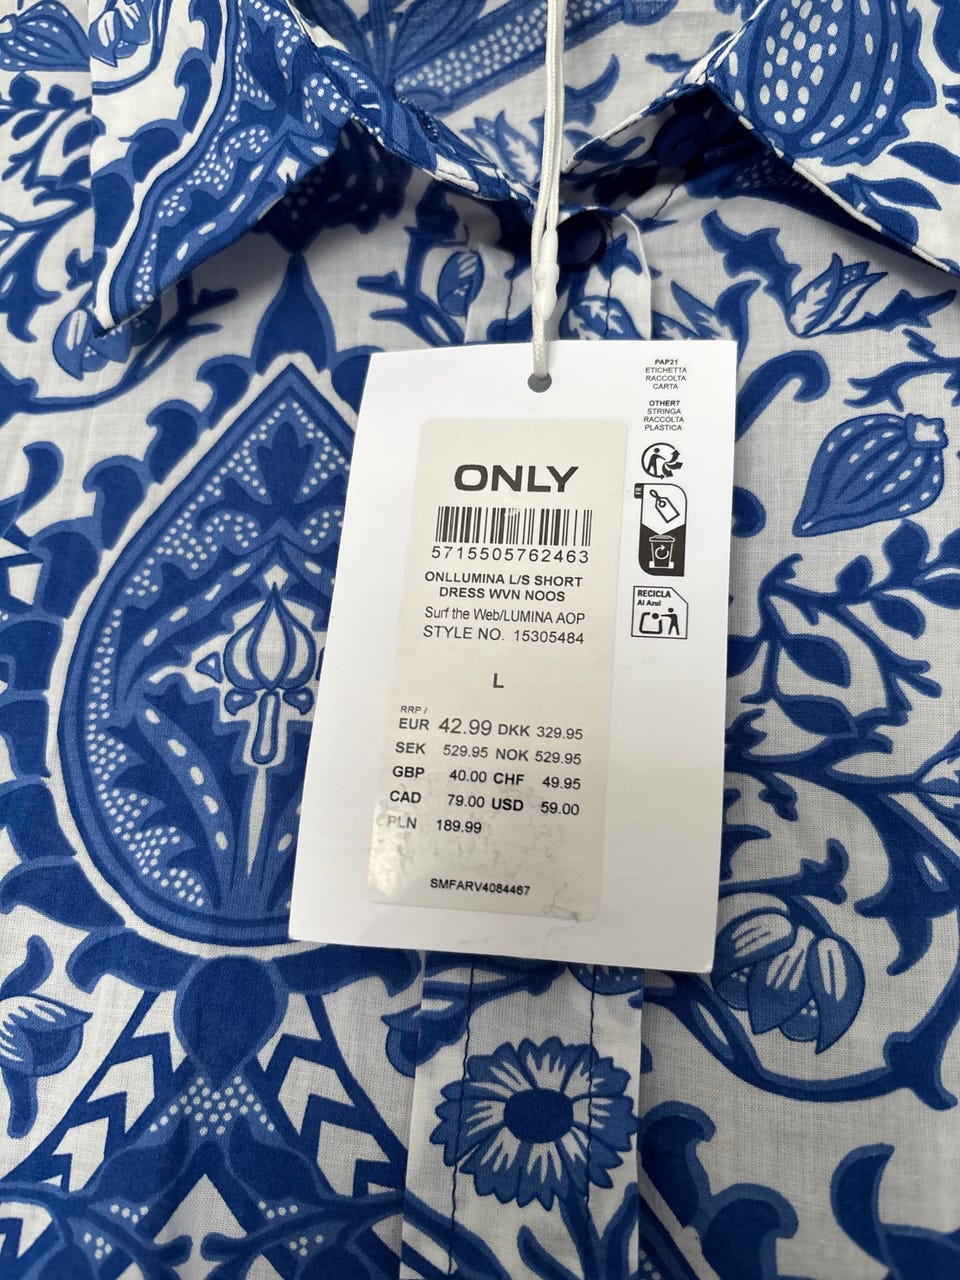 PAP21
ETICHETTA
RACCOLTA
CARTA
OTHER7
STRINGA
RACCOLTA
PLASTICA
FR
RECICLA
Al Azul
ONLY
5715505762463
ONLLUMINA L/S SHORT
DRESS WVN NOOS
Surf the Web/LUMINA AOP
STYLE NO. 15305484
L
RRP /
EUR 42.99 DKK 329.95
SEK 529.95 NOK 529.95
GBP 40.00 CHF 49.95
CAD 79.00 USD 59.00
PLN 189.99
SMFARV4084467